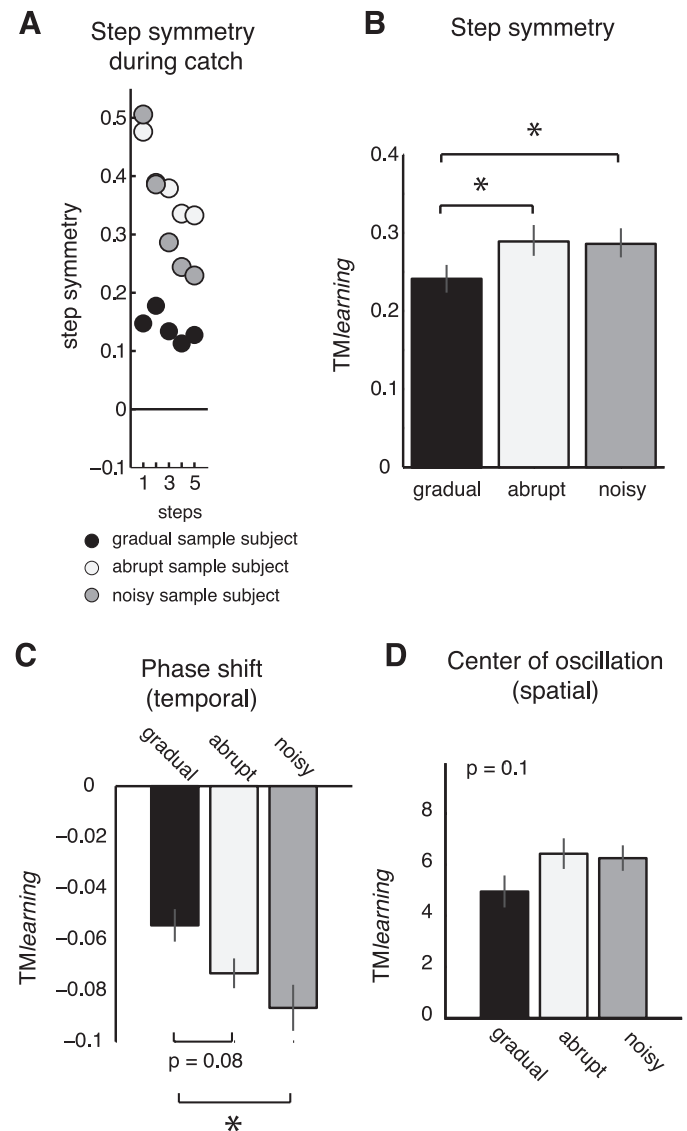 A
Step symmetry
during catch
0.5
0.4
0.3
0.2
0.1
0
−0.1
step symmetry
1 3 5
steps
gradual sample subject
abrupt sample subject
noisy sample subject
B
Step symmetry
0.4
0.3
0.2
0.1
0
TMlearning
*
*
gradual abrupt noisy
C
Phase shift
(temporal)
gradual abrupt noisy
0
−0.02
−0.04
−0.06
−0.08
−0.1
TMlearning
p = 0.08
*
D
Center of oscillation
(spatial)
p = 0.1
8
6
4
2
0
TMlearning
gradual abrupt noisy